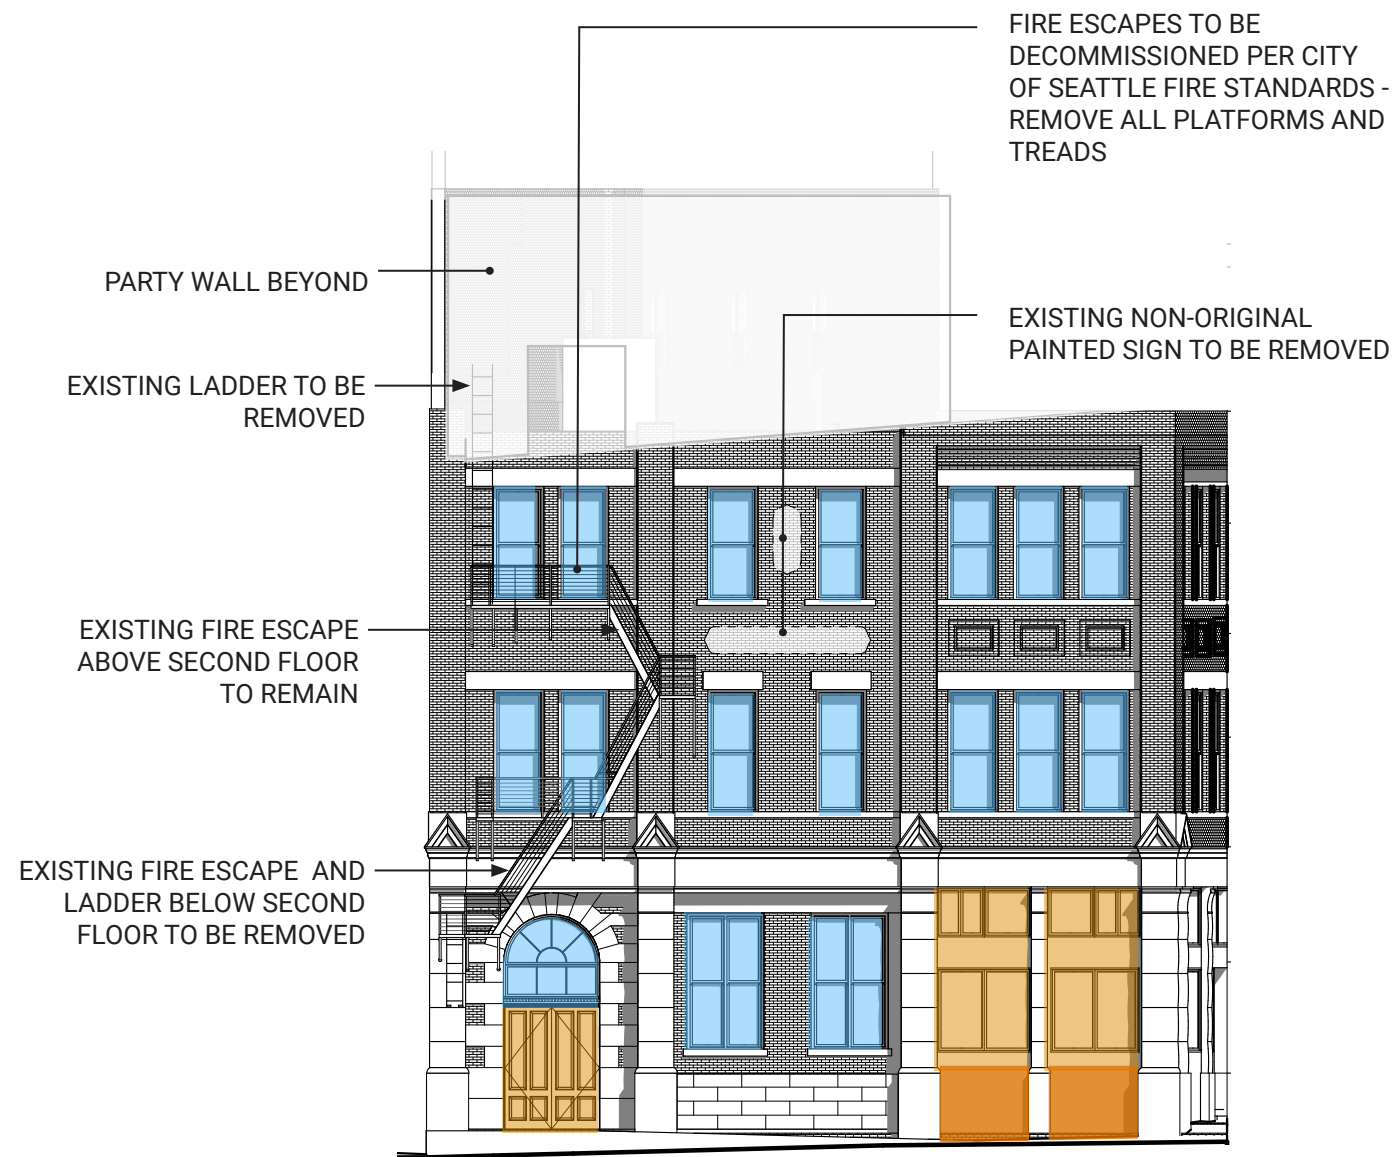 FIRE ESCAPES TO BE
DECOMMISSIONED PER CITY
OF SEATTLE FIRE STANDARDS -
REMOVE ALL PLATFORMS AND
TREADS
PARTY WALL BEYOND
EXISTING NON-ORIGINAL
PAINTED SIGN TO BE REMOVED
EXISTING LADDER TO BE
REMOVED
EXISTING FIRE ESCAPE
ABOVE SECOND FLOOR
TO REMAIN
EXISTING FIRE ESCAPE AND
LADDER BELOW SECOND
FLOOR TO BE REMOVED